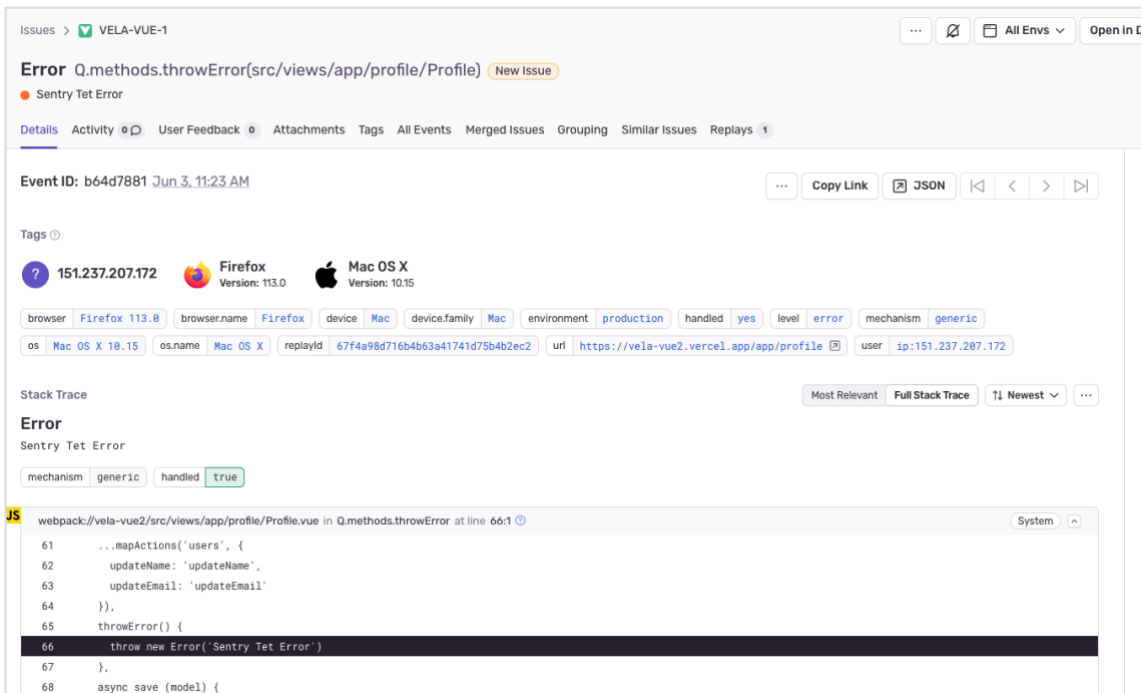 Issues > VELA-VUE-1
... All Envs Open in D
Error Q.methods.throwError(src/views/app/profile/Profile) New Issue
Sentry Tet Error
Details Activity 0 User Feedback 0 Attachments Tags All Events Merged Issues Grouping Similar Issues Replays 1
Event ID: b64d7881 Jun 3, 11:23 AM
... Copy Link JSON
Tags ?
? 151.237.207.172 Firefox Mac OS X
Version: 113.0 Version: 10.15
browser Firefox 113.0 browser.name Firefox device Mac device.family Mac environment production handled yes level error mechanism generic
os Mac OS X 10.15 os.name Mac OS X replayId 67f4a98d716b4b63a41741d75b4b2ec2 url https://vela-vue2.vercel.app/app/profile user ip:151.237.207.172
Stack Trace Most Relevant Full Stack Trace Newest ...
Error
Sentry Tet Error
mechanism generic handled true
JS webpack://vela-vue2/src/views/app/profile/Profile.vue in Q.methods.throwError at line 66:1 ? System
61 ...mapActions('users', {
62 updateName: 'updateName',
63 updateEmail: 'updateEmail'
64 }),
65 throwError() {
66 throw new Error(`Sentry Tet Error`)
67 },
68 async save (model) {